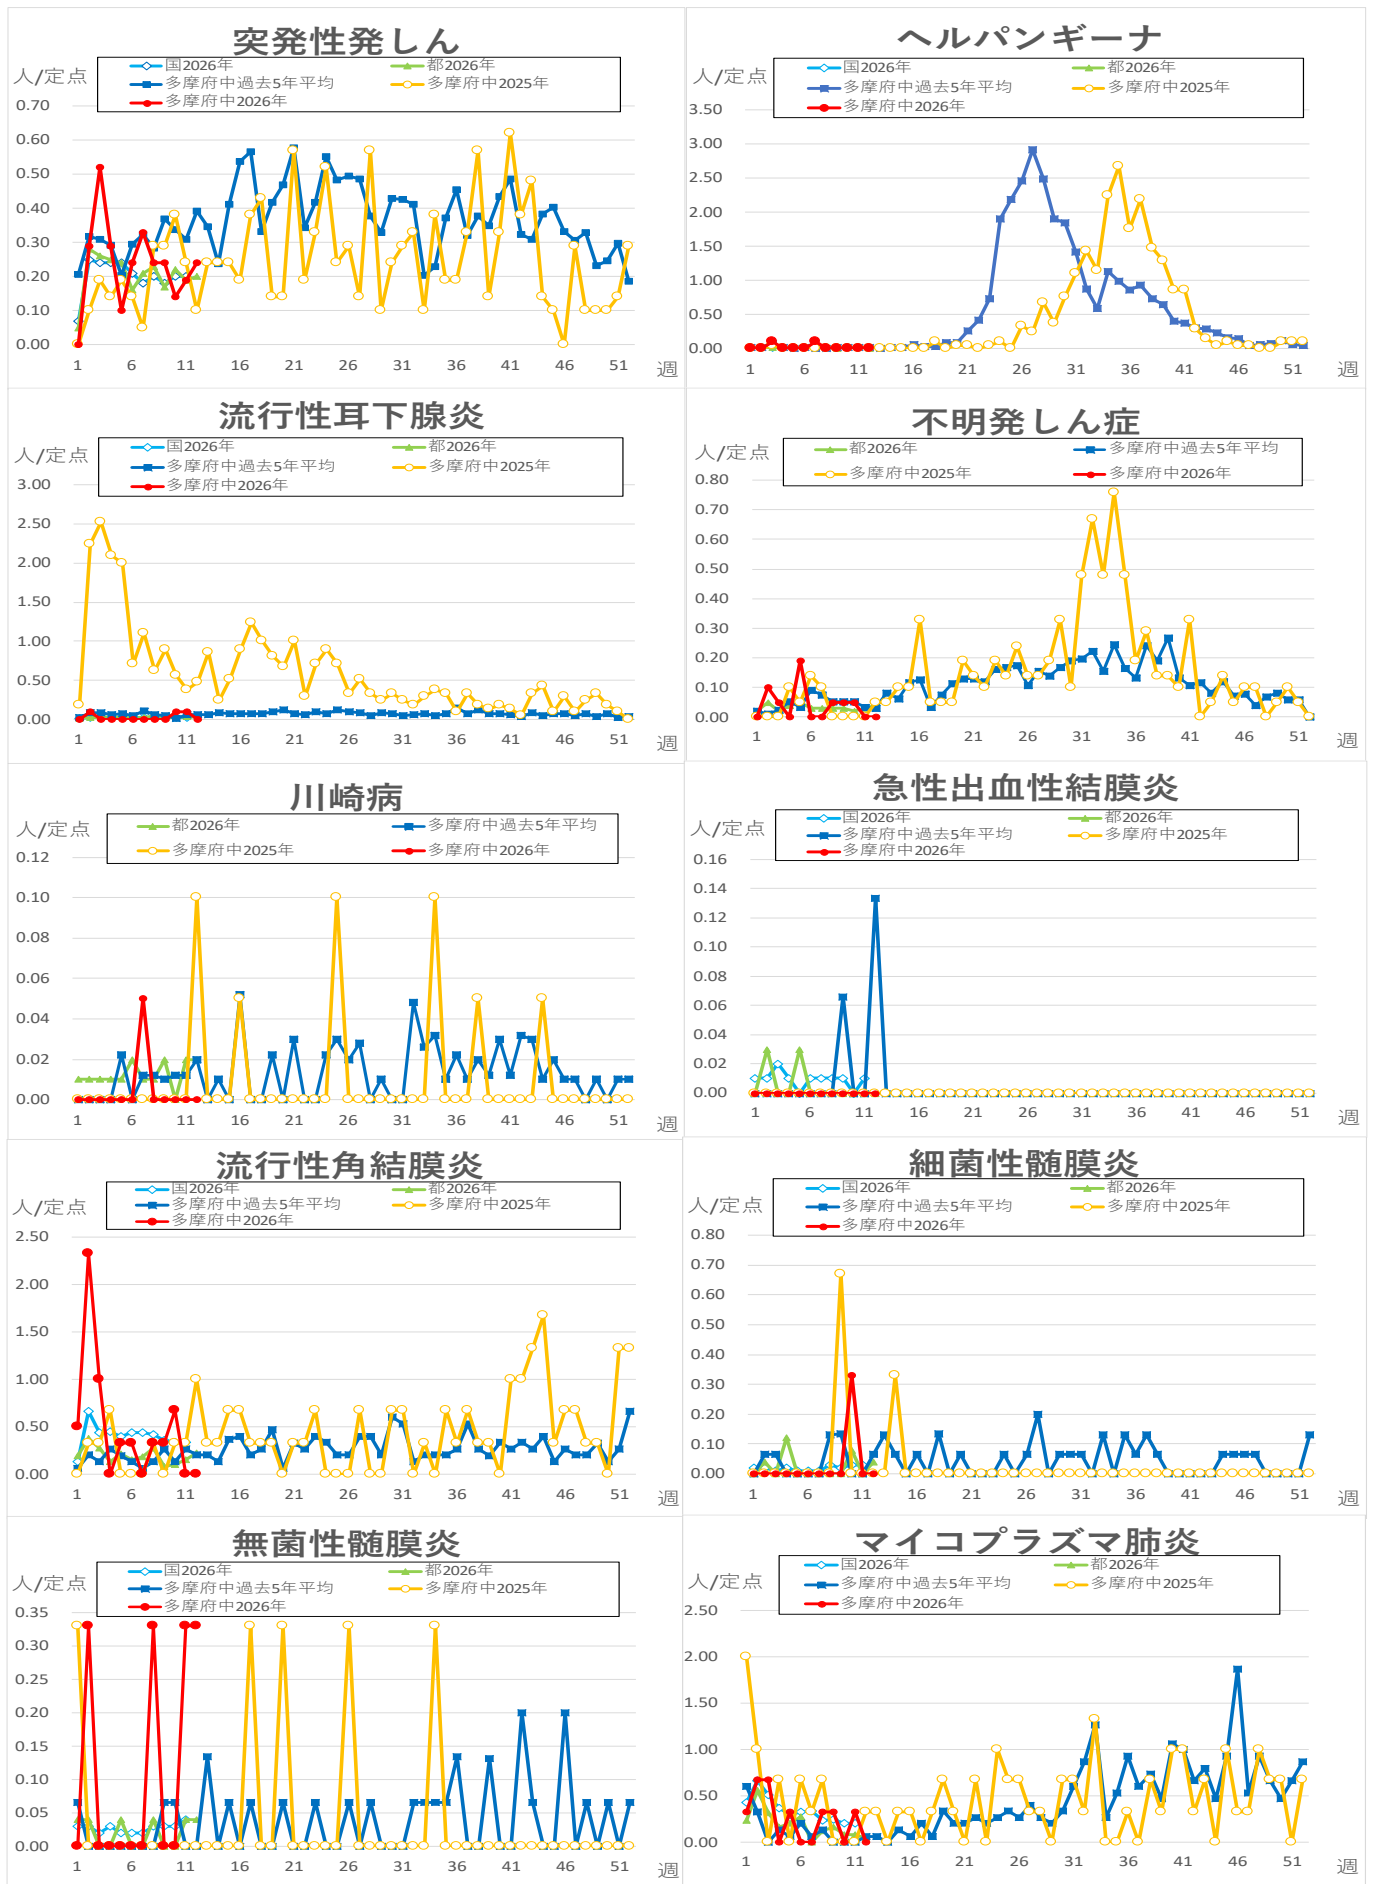 突発性発しん
国2026年 都2026年
人/定点
多摩府中過去5年平均 多摩府中2025年
多摩府中2026年
0.70
0.60
0.50
0.40
0.30
0.20
0.10
0.00
1 6 11 16 21 26 31 36 41 46 51 週
ヘルパンギーナ
国2026年 都2026年
人/定点
多摩府中過去5年平均 多摩府中2025年
多摩府中2026年
3.50
3.00
2.50
2.00
1.50
1.00
0.50
0.00
1 6 11 16 21 26 31 36 41 46 51 週
流行性耳下腺炎
国2026年 都2026年
人/定点
多摩府中過去5年平均 多摩府中2025年
多摩府中2026年
3.00
2.50
2.00
1.50
1.00
0.50
0.00
1 6 11 16 21 26 31 36 41 46 51 週
不明発しん症
都2026年 多摩府中過去5年平均
人/定点
多摩府中2025年 多摩府中2026年
0.80
0.70
0.60
0.50
0.40
0.30
0.20
0.10
0.00
1 6 11 16 21 26 31 36 41 46 51 週
川崎病
人/定点
都2026年 多摩府中過去5年平均
多摩府中2025年 多摩府中2026年
0.12
0.10
0.08
0.06
0.04
0.02
0.00
1 6 11 16 21 26 31 36 41 46 51 週
急性出血性結膜炎
国2026年 都2026年
人/定点
多摩府中過去5年平均 多摩府中2025年
多摩府中2026年
0.16
0.14
0.12
0.10
0.08
0.06
0.04
0.02
0.00
1 6 11 16 21 26 31 36 41 46 51 週
流行性角結膜炎
国2026年 都2026年
人/定点
多摩府中過去5年平均 多摩府中2025年
多摩府中2026年
2.50
2.00
1.50
1.00
0.50
0.00
1 6 11 16 21 26 31 36 41 46 51 週
細菌性髄膜炎
国2026年 都2026年
人/定点
多摩府中過去5年平均 多摩府中2025年
多摩府中2026年
0.80
0.70
0.60
0.50
0.40
0.30
0.20
0.10
0.00
1 6 11 16 21 26 31 36 41 46 51 週
無菌性髄膜炎
国2026年 都2026年
人/定点
多摩府中過去5年平均 多摩府中2025年
多摩府中2026年
0.35
0.30
0.25
0.20
0.15
0.10
0.05
0.00
1 6 11 16 21 26 31 36 41 46 51 週
マイコプラズマ肺炎
国2026年 都2026年
人/定点
多摩府中過去5年平均 多摩府中2025年
多摩府中2026年
2.50
2.00
1.50
1.00
0.50
0.00
1 6 11 16 21 26 31 36 41 46 51 週